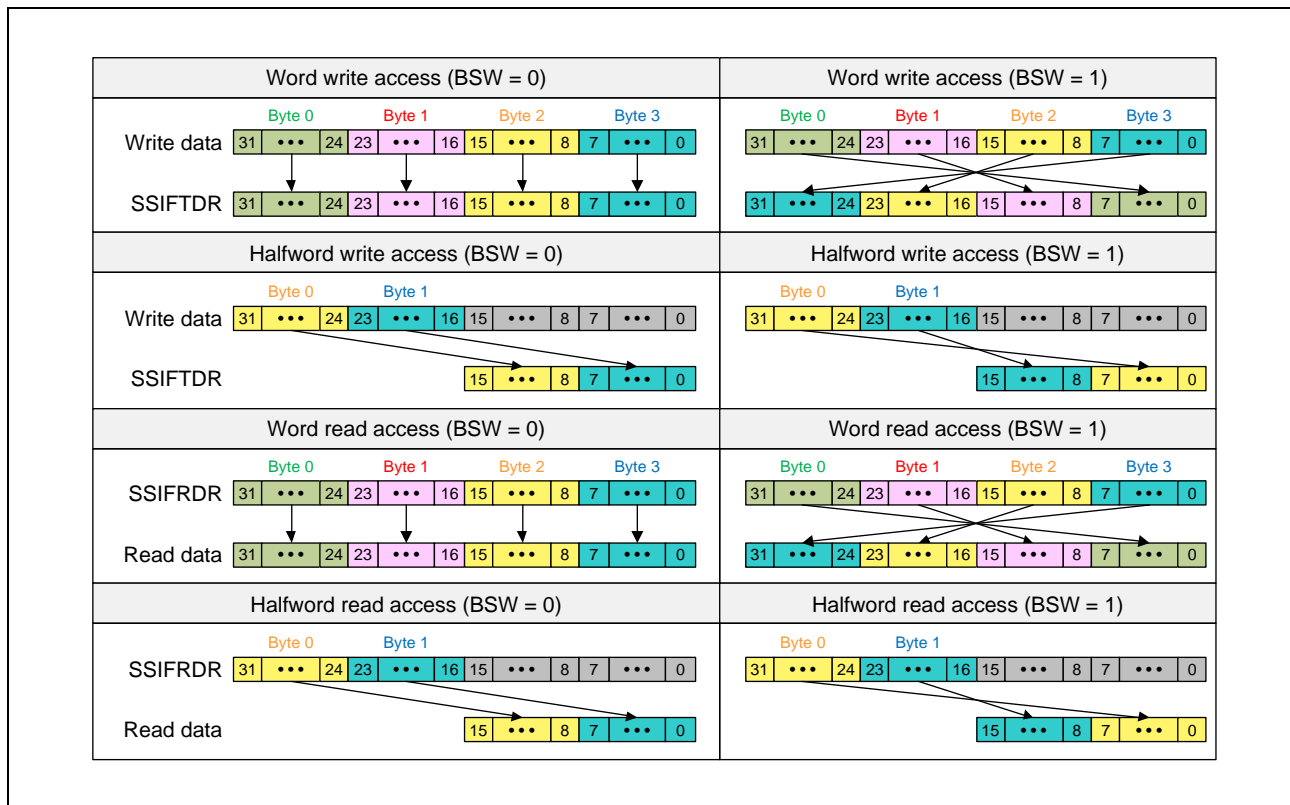 Word write access (BSW = 0)
Word write access (BSW = 1)
Byte 0 Byte 1 Byte 2 Byte 3
Byte 0 Byte 1 Byte 2 Byte 3
Write data 31 ••• 24 23 ••• 16 15 ••• 8 7 ••• 0
31 ••• 24 23 ••• 16 15 ••• 8 7 ••• 0
SSIFTDR 31 ••• 24 23 ••• 16 15 ••• 8 7 ••• 0
31 ••• 24 23 ••• 16 15 ••• 8 7 ••• 0
Halfword write access (BSW = 0)
Halfword write access (BSW = 1)
Byte 0 Byte 1
Byte 0 Byte 1
Write data 31 ••• 24 23 ••• 16 15 ••• 8 7 ••• 0
31 ••• 24 23 ••• 16 15 ••• 8 7 ••• 0
SSIFTDR 15 ••• 8 7 ••• 0
15 ••• 8 7 ••• 0
Word read access (BSW = 0)
Word read access (BSW = 1)
Byte 0 Byte 1 Byte 2 Byte 3
Byte 0 Byte 1 Byte 2 Byte 3
SSIFRDR 31 ••• 24 23 ••• 16 15 ••• 8 7 ••• 0
31 ••• 24 23 ••• 16 15 ••• 8 7 ••• 0
Read data 31 ••• 24 23 ••• 16 15 ••• 8 7 ••• 0
31 ••• 24 23 ••• 16 15 ••• 8 7 ••• 0
Halfword read access (BSW = 0)
Halfword read access (BSW = 1)
Byte 0 Byte 1
Byte 0 Byte 1
SSIFRDR 31 ••• 24 23 ••• 16 15 ••• 8 7 ••• 0
31 ••• 24 23 ••• 16 15 ••• 8 7 ••• 0
Read data 15 ••• 8 7 ••• 0
15 ••• 8 7 ••• 0